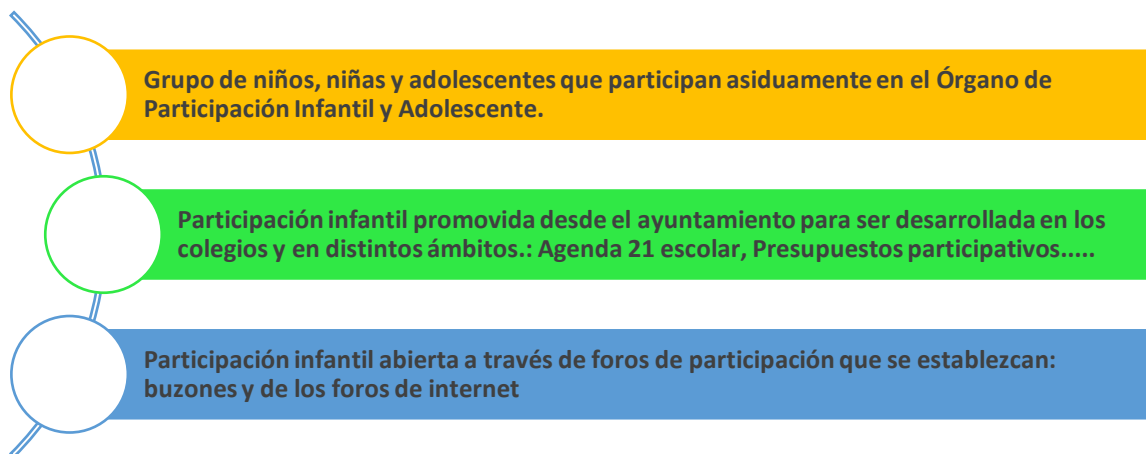 Grupo de niños, niñas y adolescentes que participan asiduamente en el Órgano de
Participación Infantil y Adolescente.
Participación infantil promovida desde el ayuntamiento para ser desarrollada en los
colegios y en distintos ámbitos.: Agenda 21 escolar, Presupuestos participativos.....
Participación infantil abierta a través de foros de participación que se establezcan:
buzones y de los foros de internet